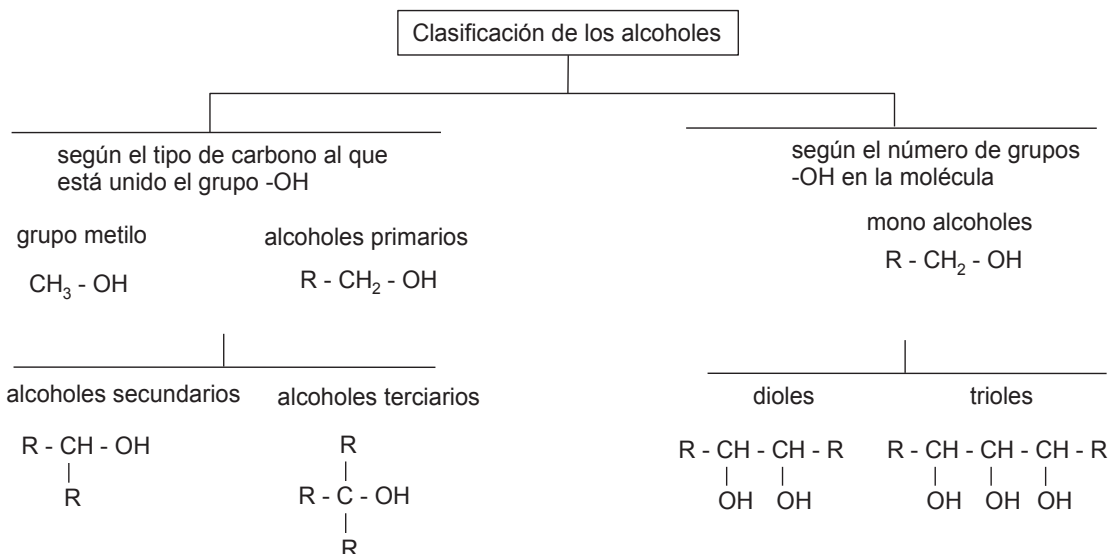 Clasificación de los alcoholes
según el tipo de carbono al que
está unido el grupo -OH
grupo metilo
CH₃ - OH
alcoholes primarios
R - CH₂ - OH
alcoholes secundarios
R - CH - OH
|
R
alcoholes terciarios
R
|
R - C - OH
|
R
según el número de grupos
-OH en la molécula
mono alcoholes
R - CH₂ - OH
dioles
R - CH - CH - R
| |
OH OH
trioles
R - CH - CH - CH - R
| | |
OH OH OH